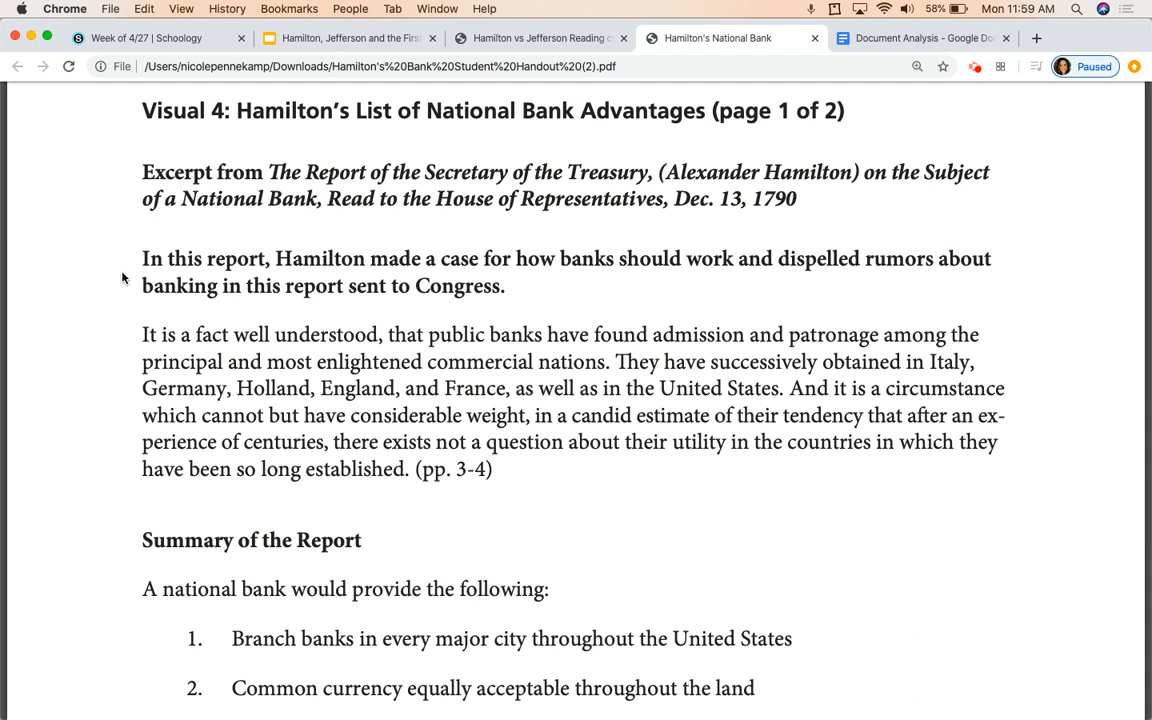 Chrome File Edit View History Bookmarks People Tab Window Help 58% Mon 11:59 AM
Week of 4/27 | Schoology Hamilton, Jefferson and the Firs Hamilton vs Jefferson Reading c Hamilton's National Bank Document Analysis - Google Do
File /Users/nicolepennekamp/Downloads/Hamilton's%20Bank%20Student%20Handout%20(2).pdf Paused
Visual 4: Hamilton's List of National Bank Advantages (page 1 of 2)
Excerpt from The Report of the Secretary of the Treasury, (Alexander Hamilton) on the Subject
of a National Bank, Read to the House of Representatives, Dec. 13, 1790
In this report, Hamilton made a case for how banks should work and dispelled rumors about
banking in this report sent to Congress.
It is a fact well understood, that public banks have found admission and patronage among the
principal and most enlightened commercial nations. They have successively obtained in Italy,
Germany, Holland, England, and France, as well as in the United States. And it is a circumstance
which cannot but have considerable weight, in a candid estimate of their tendency that after an ex-
perience of centuries, there exists not a question about their utility in the countries in which they
have been so long established. (pp. 3-4)
Summary of the Report
A national bank would provide the following:
1. Branch banks in every major city throughout the United States
2. Common currency equally acceptable throughout the land